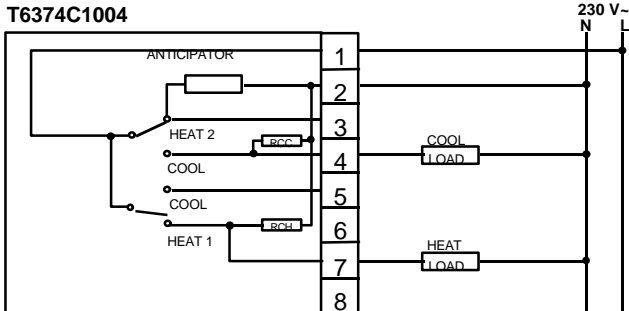 T6374C1004
230 V~
N L
ANTICIPATOR
1
2
3
HEAT 2
RCC
COOL
4
COOL
LOAD
5
COOL
RCH
6
HEAT 1
HEAT
7
LOAD
8